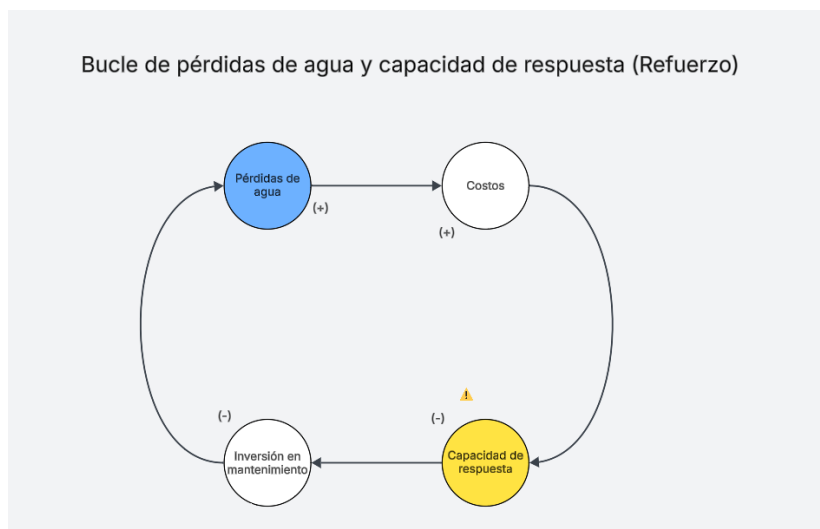 Bucle de pérdidas de agua y capacidad de respuesta (Refuerzo)
Pérdidas de
agua
(+)
Costos
(+)
(-)
Inversión en
mantenimiento
!
(-)
Capacidad de
respuesta